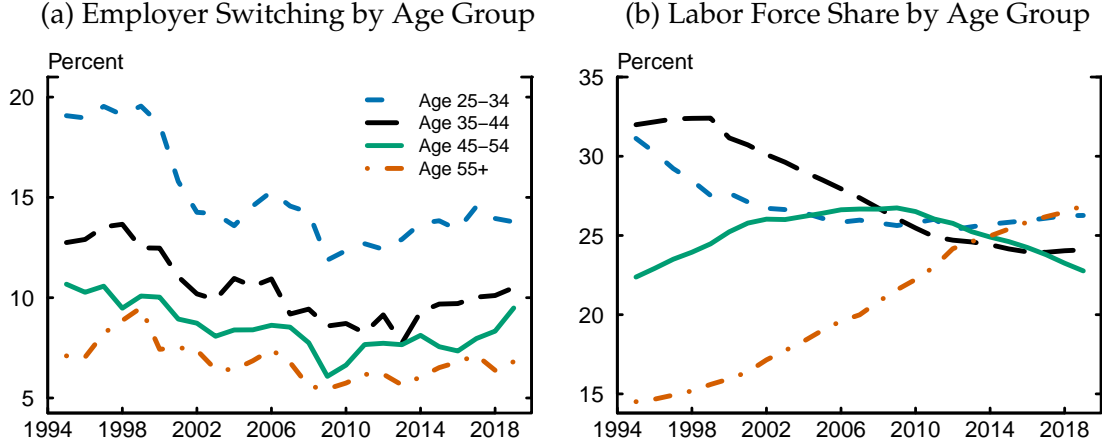 (a) Employer Switching by Age Group
Percent
20
15
10
5
1994 1998 2002 2006 2010 2014 2018
Age 25−34
Age 35−44
Age 45−54
Age 55+
(b) Labor Force Share by Age Group
Percent
35
30
25
20
15
1994 1998 2002 2006 2010 2014 2018